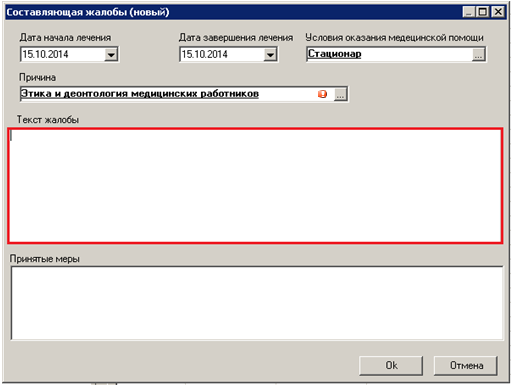 Составляющая жалобы (новый)
Дата начала лечения Дата завершения лечения Условия оказания медецинской помощи
15.10.2014 15.10.2014 Стационар ...
Причина
Этика и деонтология медицинских работников ...
Текст жалобы
Принятые меры
Ok Отмена